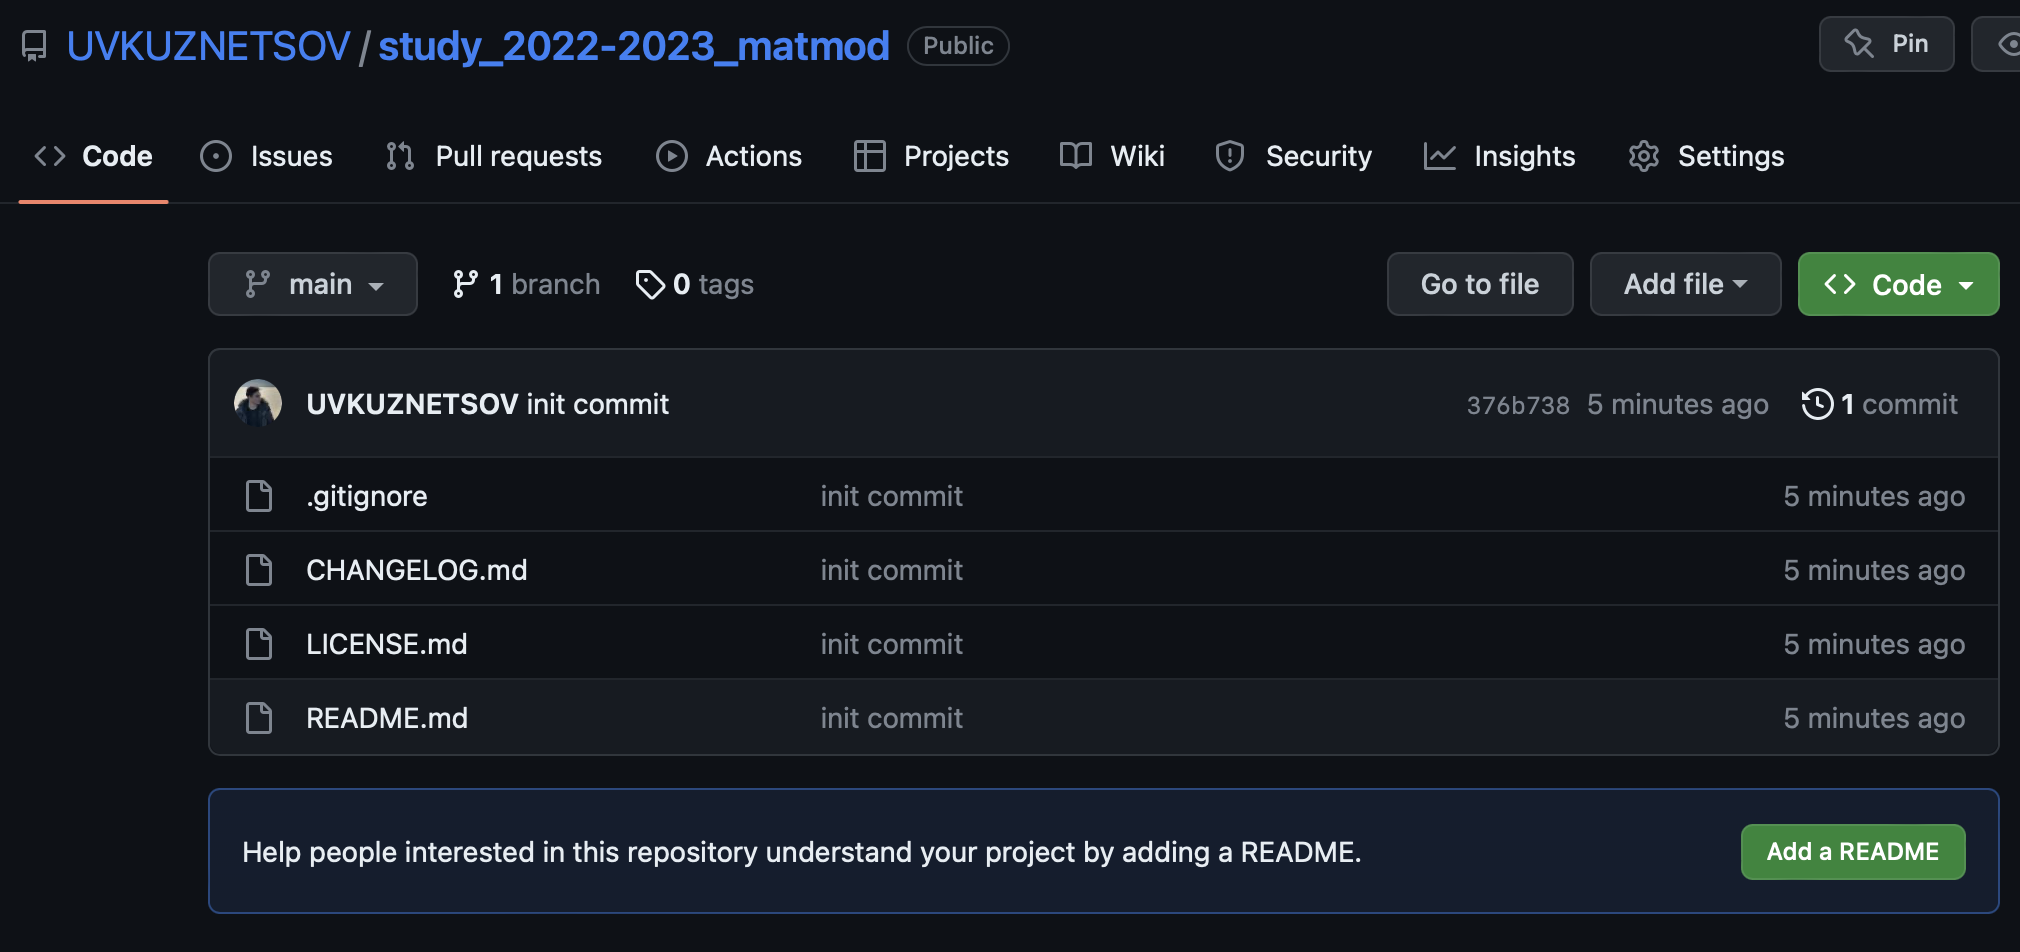 UVKUZNETSOV / study_2022-2023_matmod Public Pin
Code Issues Pull requests Actions Projects Wiki Security Insights Settings
main 1 branch 0 tags Go to file Add file Code
UVKUZNETSOV init commit 376b738 5 minutes ago 1 commit
.gitignore init commit 5 minutes ago
CHANGELOG.md init commit 5 minutes ago
LICENSE.md init commit 5 minutes ago
README.md init commit 5 minutes ago
Help people interested in this repository understand your project by adding a README. Add a README